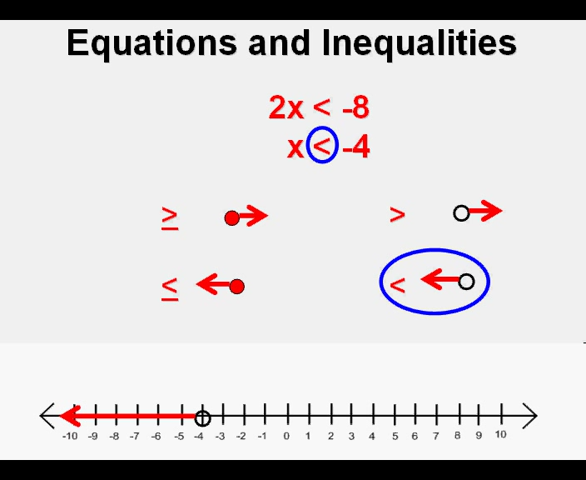 Equations and Inequalities
2x < -8
x < -4
≥ >
≤ <
-10 -9 -8 -7 -6 -5 -4 -3 -2 -1 0 1 2 3 4 5 6 7 8 9 10